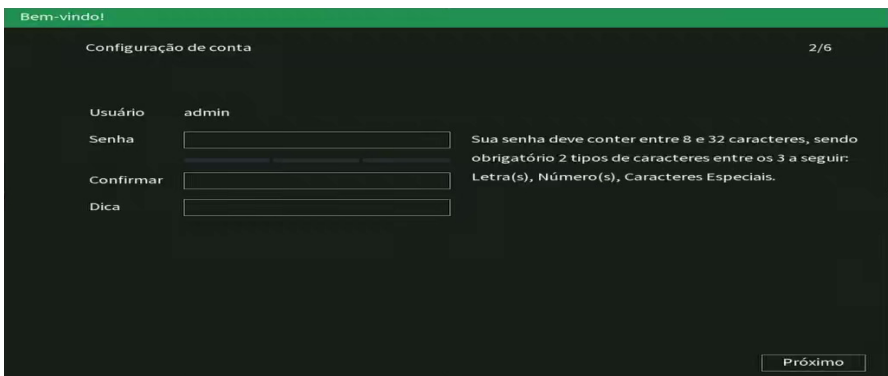 Bem-vindo!
Configuração de conta
2/6
Usuário admin
Senha
Sua senha deve conter entre 8 e 32 caracteres, sendo
obrigatório 2 tipos de caracteres entre os 3 a seguir:
Letra(s), Número(s), Caracteres Especiais.
Confirmar
Dica
Próximo